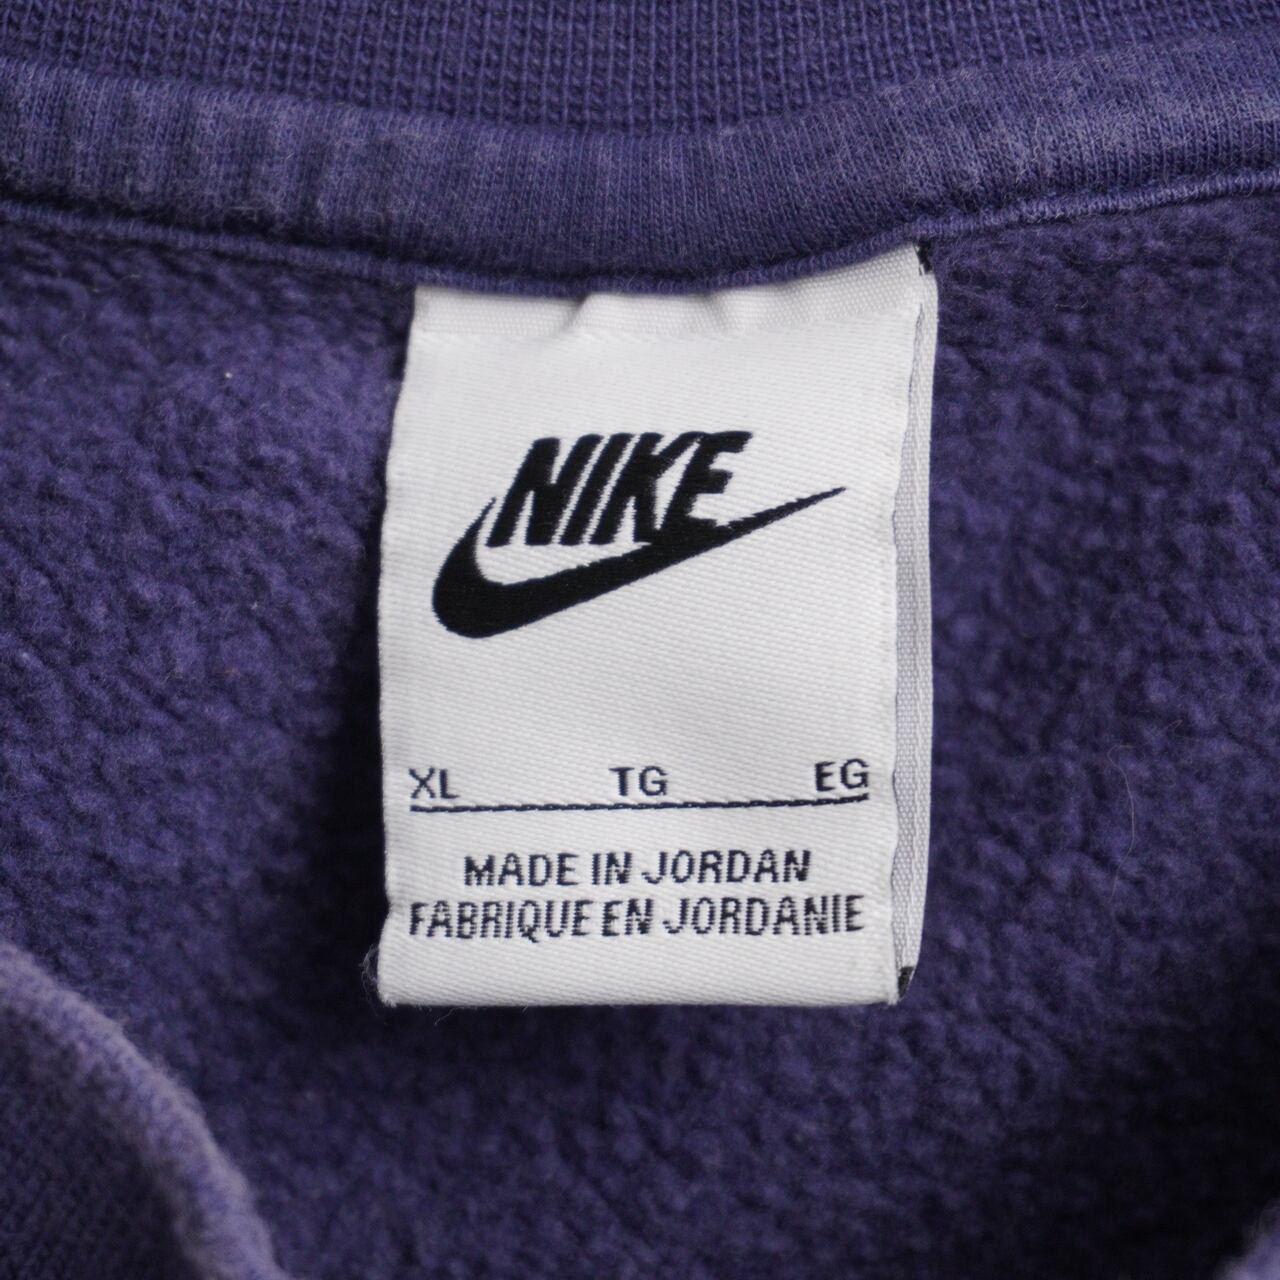 NIKE
XL TG EG
MADE IN JORDAN
FABRIQUE EN JORDANIE